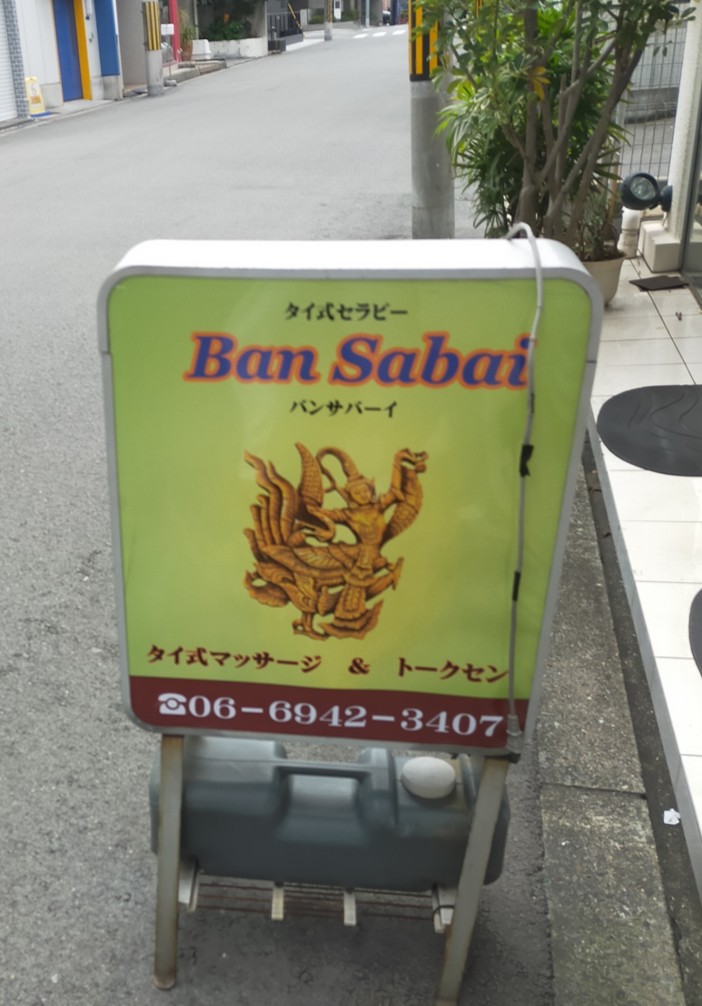 タイ式セラピー
Ban Sabai
バンサバーイ
タイ式マッサージ & トークセン
☎06-6942-3407